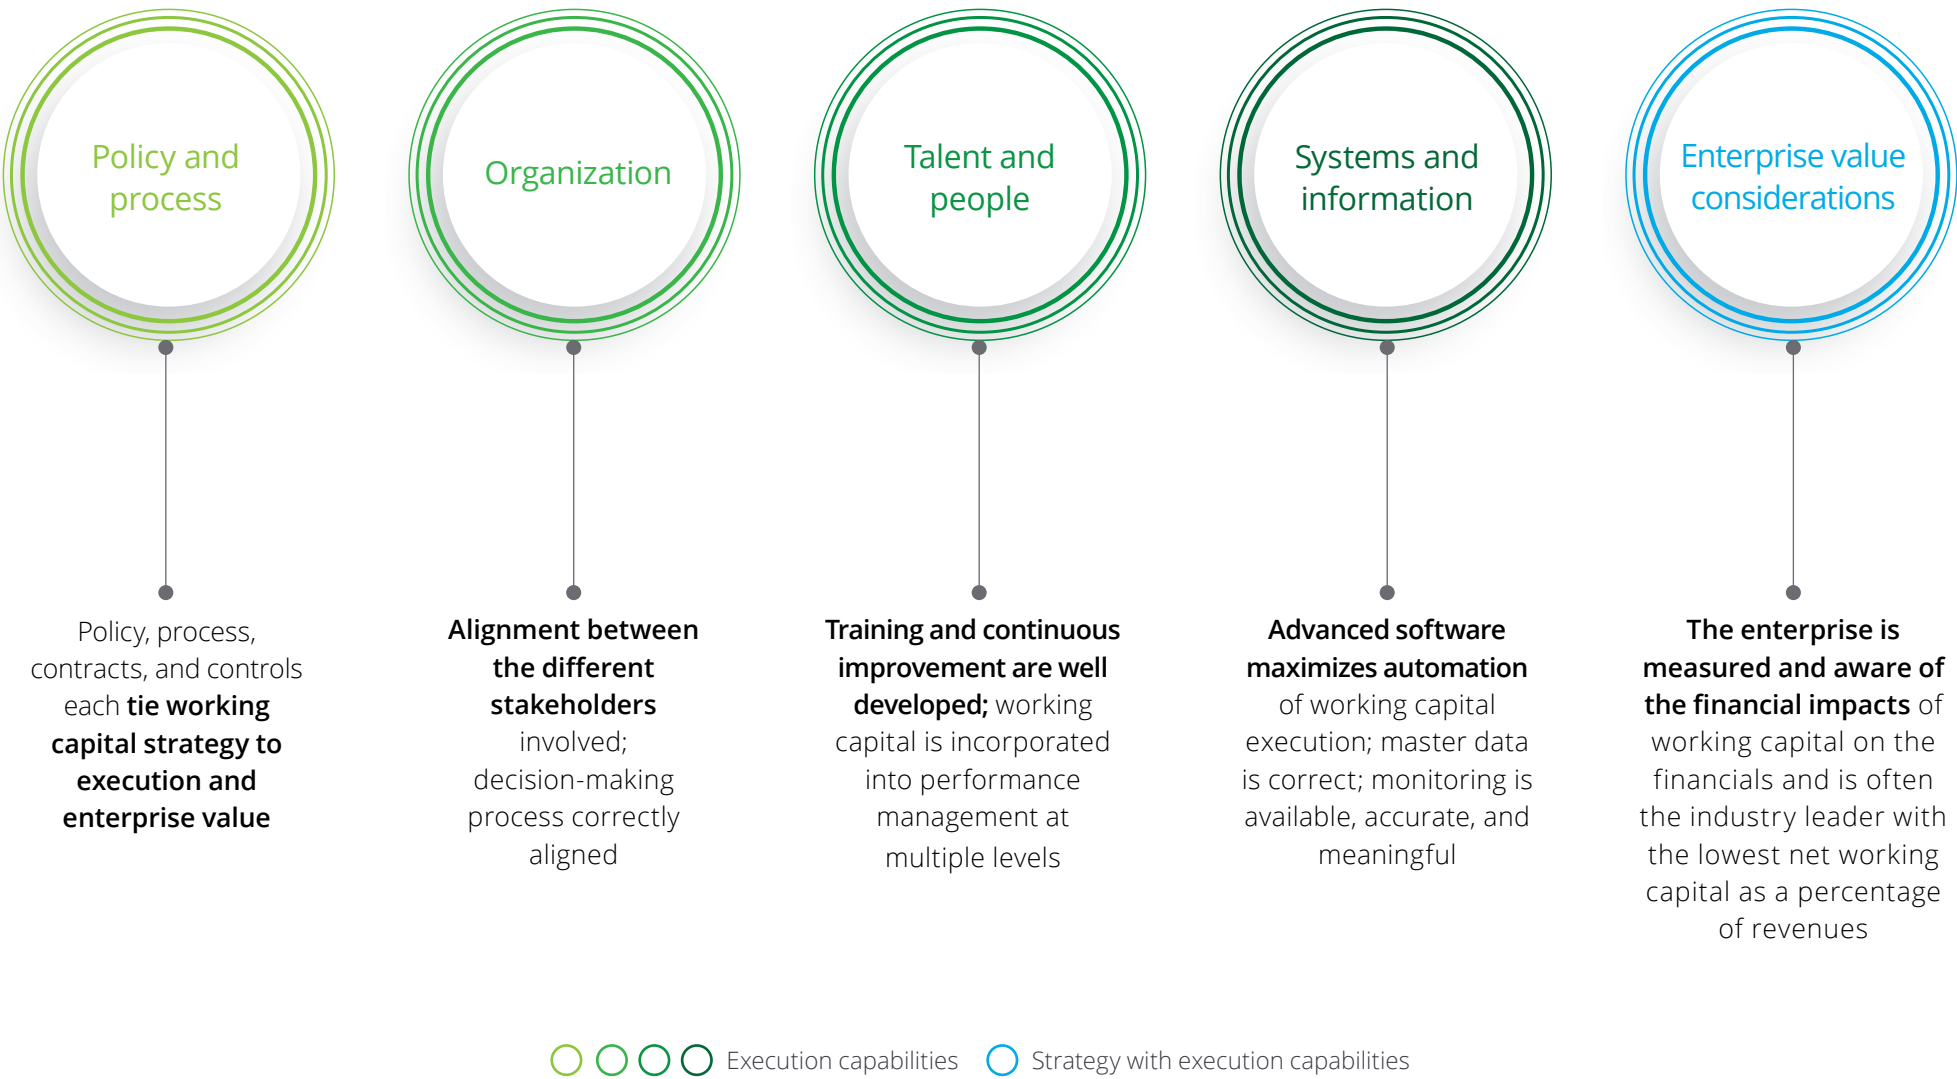 Policy and
process
Organization
Talent and
people
Systems and
information
Enterprise value
considerations
Policy, process,
contracts, and controls
each tie working
capital strategy to
execution and
enterprise value
Alignment between
the different
stakeholders
involved;
decision-making
process correctly
aligned
Training and continuous
improvement are well
developed; working
capital is incorporated
into performance
management at
multiple levels
Advanced software
maximizes automation
of working capital
execution; master data
is correct; monitoring is
available, accurate, and
meaningful
The enterprise is
measured and aware of
the financial impacts of
working capital on the
financials and is often
the industry leader with
the lowest net working
capital as a percentage
of revenues
Execution capabilities
Strategy with execution capabilities